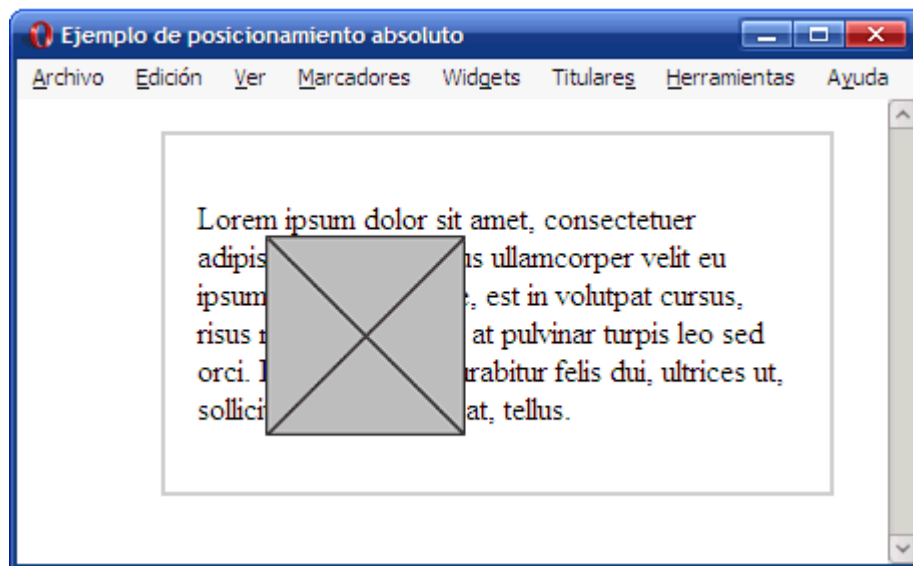 Ejemplo de posicionamiento absoluto
Archivo Edición Ver Marcadores Widgets Titulares Herramientas Ayuda
Lorem ipsum dolor sit amet, consectetuer
adipis us ullamcorper velit eu
ipsum e, est in volutpat cursus,
risus at pulvinar turpis leo sed
orci. urabitur felis dui, ultrices ut,
sollicit at, tellus.